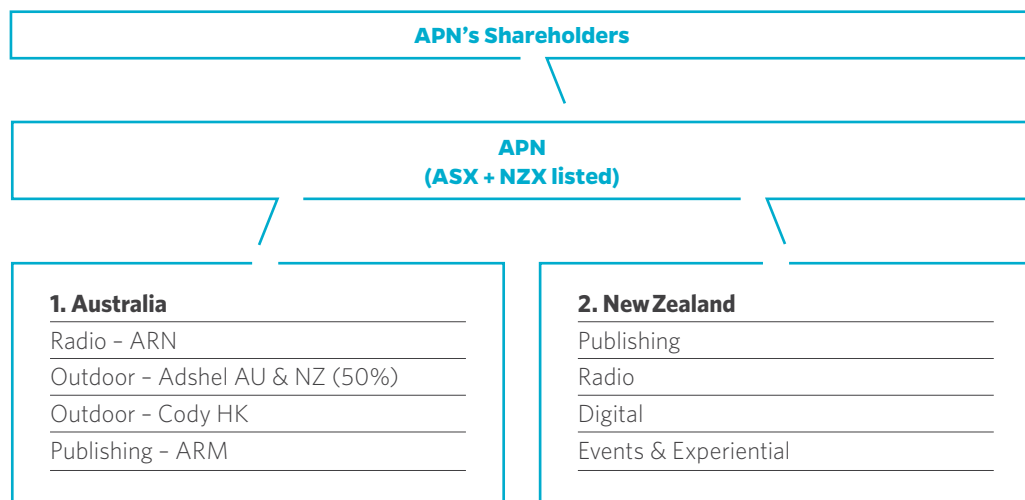 APN’s Shareholders
APN
(ASX + NZX listed)
1. Australia
Radio – ARN
Outdoor – Adshel AU & NZ (50%)
Outdoor – Cody HK
Publishing – ARM
2. New Zealand
Publishing
Radio
Digital
Events & Experiential